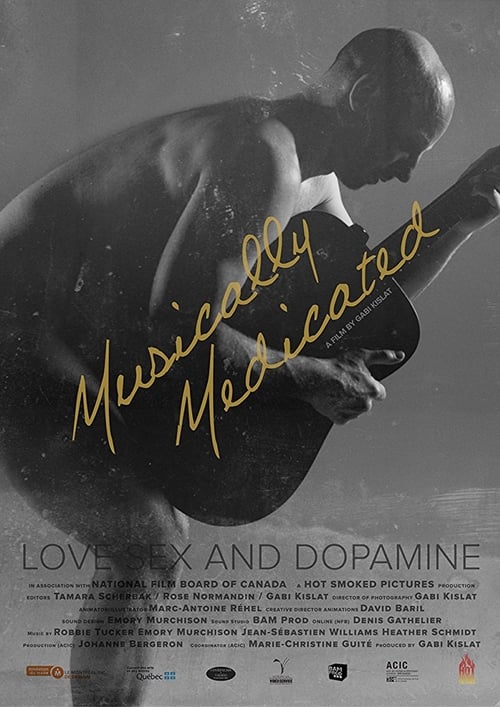 Musically
Medicated
A FILM BY GABI KISLAT
LOVE SEX AND DOPAMINE
IN ASSOCIATION WITH NATIONAL FILM BOARD OF CANADA A HOT SMOKED PICTURES PRODUCTION
EDITORS TAMARA SCHERBAK / ROSE NORMANDIN / GABI KISLAT DIRECTOR OF PHOTOGRAPHY GABI KISLAT
ANIMATOR/ILLUSTRATOR MARC-ANTOINE RÉHEL CREATIVE DIRECTOR ANIMATIONS DAVID BARIL
SOUND DESIGN EMORY MURCHISON SOUND STUDIO BAM PROD ONLINE (NFB) DENIS GATHELIER
MUSIC BY ROBBIE TUCKER EMORY MURCHISON JEAN-SÉBASTIEN WILLIAMS HEATHER SCHMIDT
PRODUCTION (ACIC) JOHANNE BERGERON COORDINATOR (ACIC) MARIE-CHRISTINE GUITÉ PRODUCED BY GABI KISLAT
Québec
BAM
ACIC
HOT